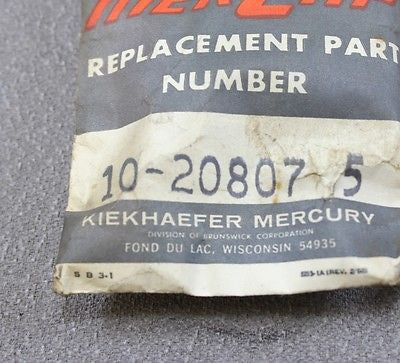 REPLACEMENT PART
NUMBER
10-20807 5
KIEKHAEFER MERCURY
DIVISION OF BRUNSWICK CORPORATION
FOND DU LAC, WISCONSIN 54935
S B 3-1